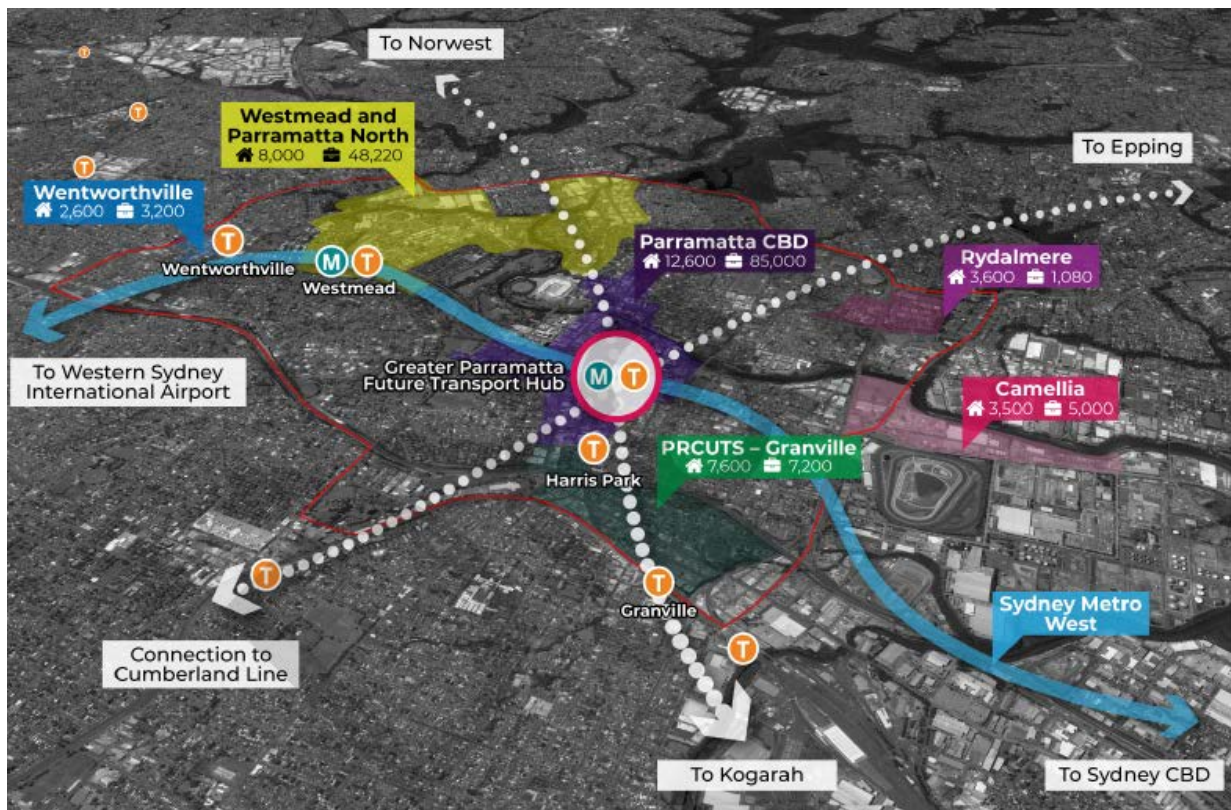 To Norwest
T
T
T
Westmead and
Parramatta North
8,000 48,220
To Epping
Wentworthville
2,600 3,200
T
Wentworthville
M T
Westmead
Parramatta CBD
12,600 85,000
Rydalmere
3,600 1,080
To Western Sydney
International Airport
Greater Parramatta
Future Transport Hub
M T
Camellia
3,500 5,000
T
Harris Park
PRCUTS – Granville
7,600 7,200
T
T
Granville
Sydney Metro
West
T
Connection to
Cumberland Line
To Kogarah
To Sydney CBD